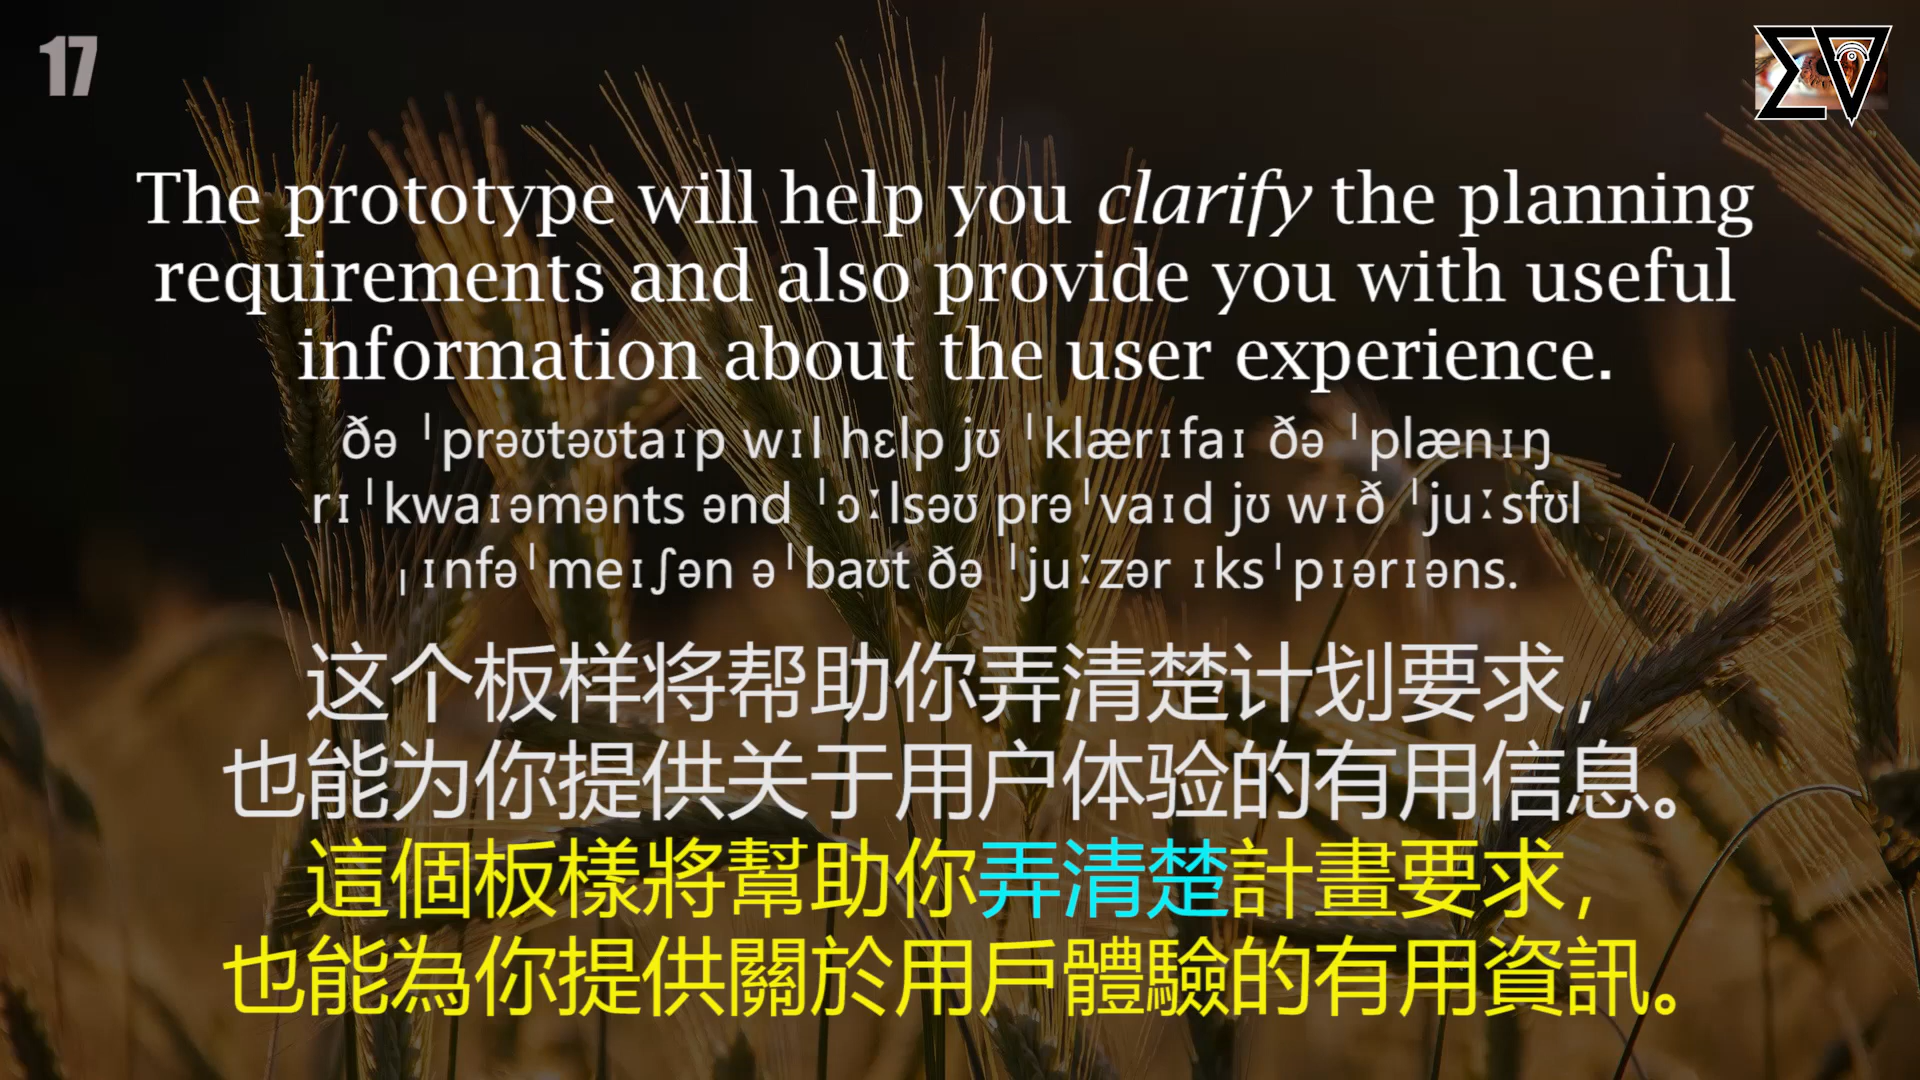 17
The prototype will help you clarify the planning
requirements and also provide you with useful
information about the user experience.
ðə ˈprəʊtəʊtaɪp wɪl hɛlp jʊ ˈklærɪfaɪ ðə ˈplænɪŋ
rɪˈkwaɪəmənts ənd ˈɔːlsəʊ prəˈvaɪd jʊ wɪð ˈjuːsfʊl
ˌɪnfəˈmeɪʃən əˈbaʊt ðə ˈjuːzər ɪksˈpɪərɪəns.
这个板样将帮助你弄清楚计划要求，
也能为你提供关于用户体验的有用信息。
這個板樣將幫助你弄清楚計畫要求，
也能為你提供關於用戶體驗的有用資訊。